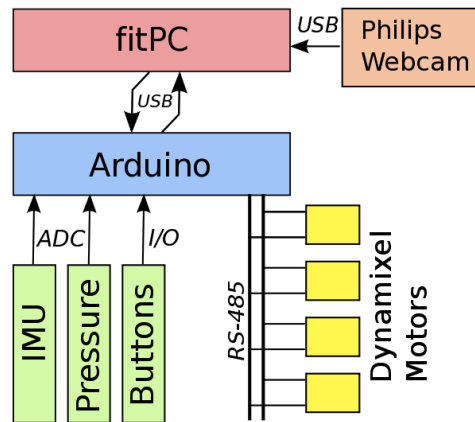 fitPC
USB
Philips
Webcam
USB
Arduino
ADC
I/O
IMU
Pressure
Buttons
RS-485
Dynamixel
Motors